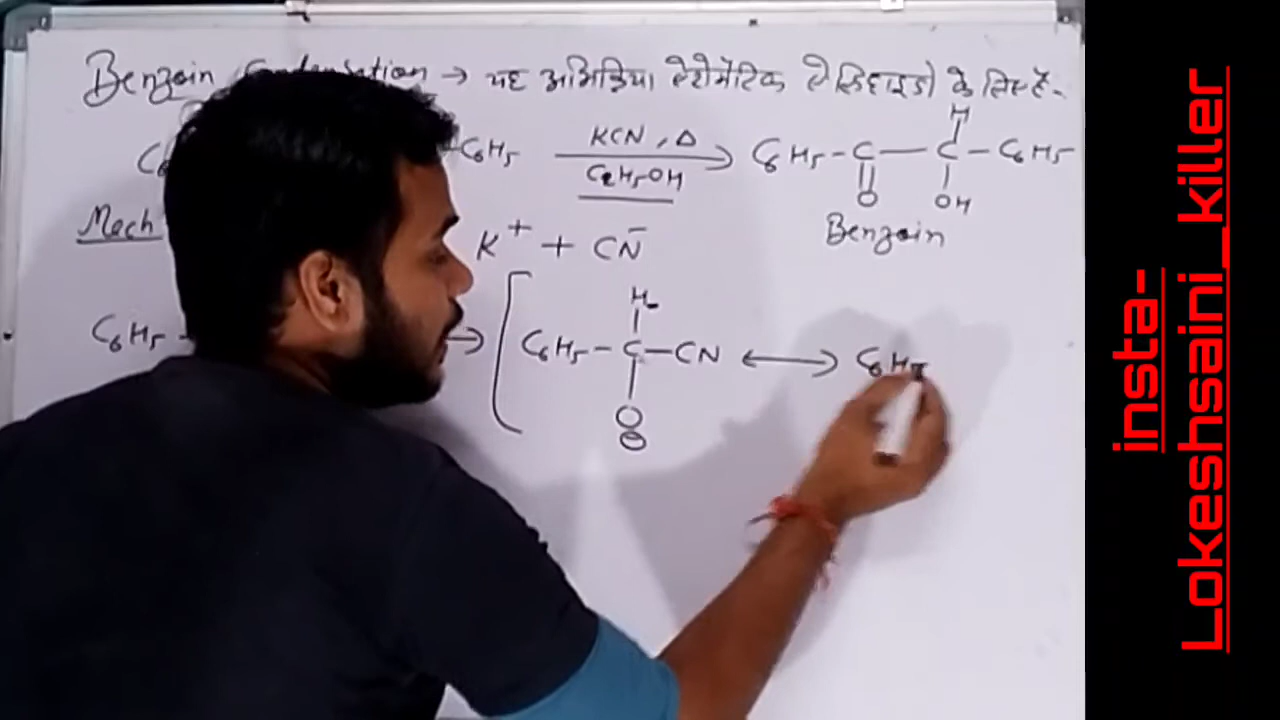 Benzoin → यह अभिक्रिया ऐरोमेटिक ऐल्डिहाइडो के लिए है-
H
C6H5 KCN, Δ C6H5 - C — C - C6H5
C2H5OH
O OH
Mech Benzoin
K+ + CN-
H
C6H5 - → [ C6H5 - C - CN ↔ C6H5
O
⊖
insta-
Lokeshsaini_killer